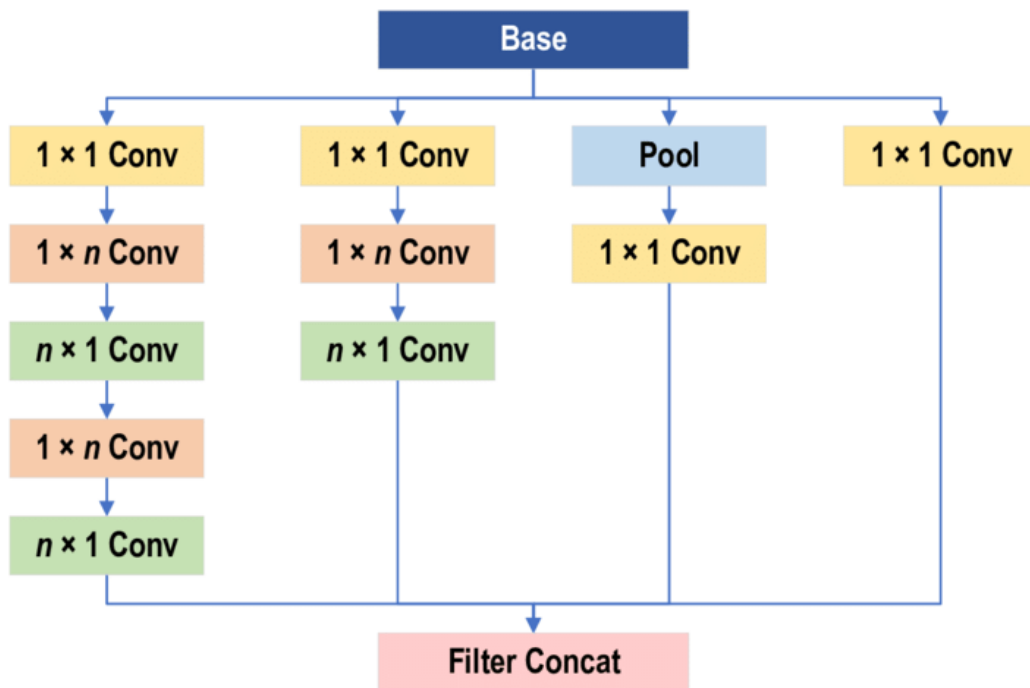 Base
1 × 1 Conv
1 × 1 Conv
Pool
1 × 1 Conv
1 × n Conv
1 × n Conv
1 × 1 Conv
n × 1 Conv
n × 1 Conv
1 × n Conv
n × 1 Conv
Filter Concat